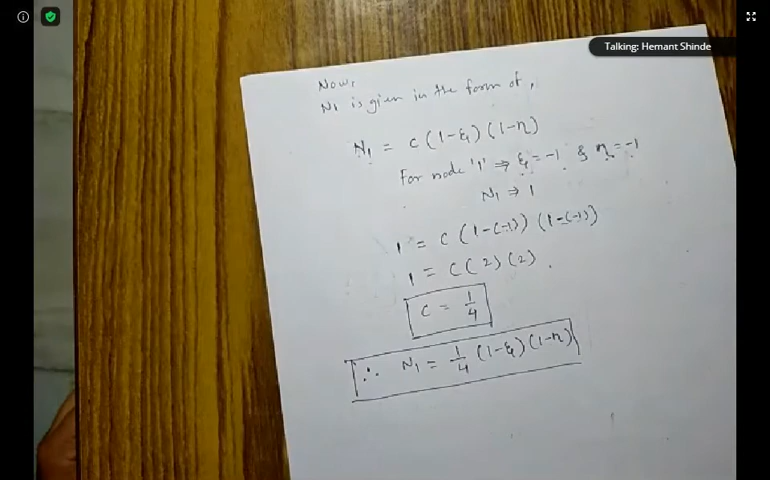 Talking: Hemant Shinde
Now,
N1 is given in the form of,
N1 = c (1-ξ) (1-η)
For node '1' ⇒ ξ = -1 & η = -1
N1 ⇒ 1
1 = c (1-(-1)) (1-(-1))
1 = c (2) (2).
c = 1/4
∴ N1 = 1/4 (1-ξ) (1-η)